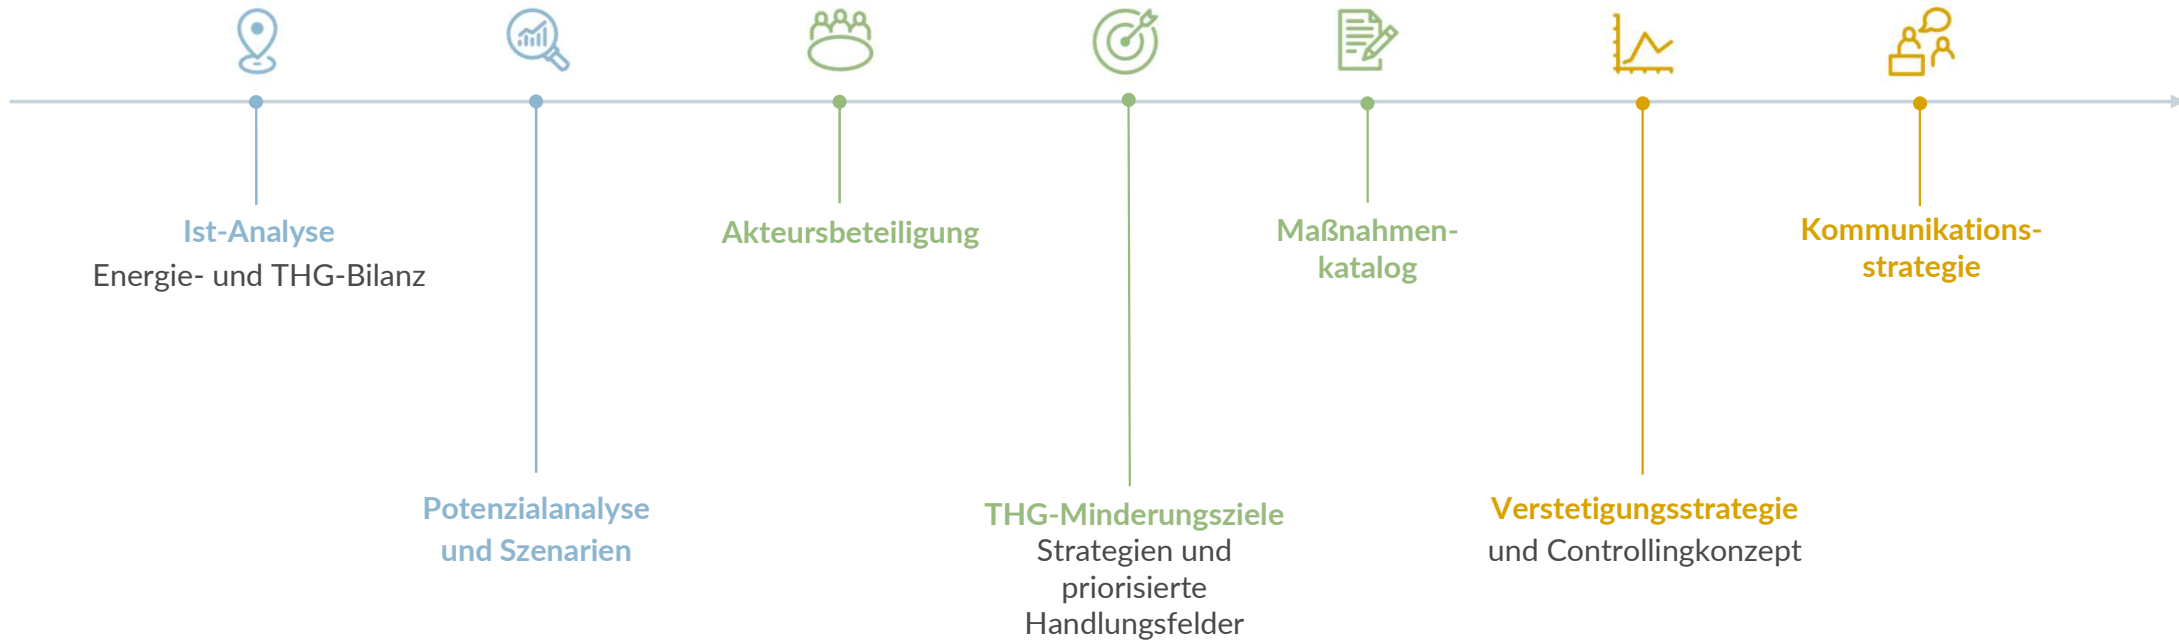 Ist-Analyse
Energie- und THG-Bilanz
Potenzialanalyse
und Szenarien
Akteursbeteiligung
THG-Minderungsziele
Strategien und
priorisierte
Handlungsfelder
Maßnahmen-
katalog
Verstetigungsstrategie
und Controllingkonzept
Kommunikations-
strategie